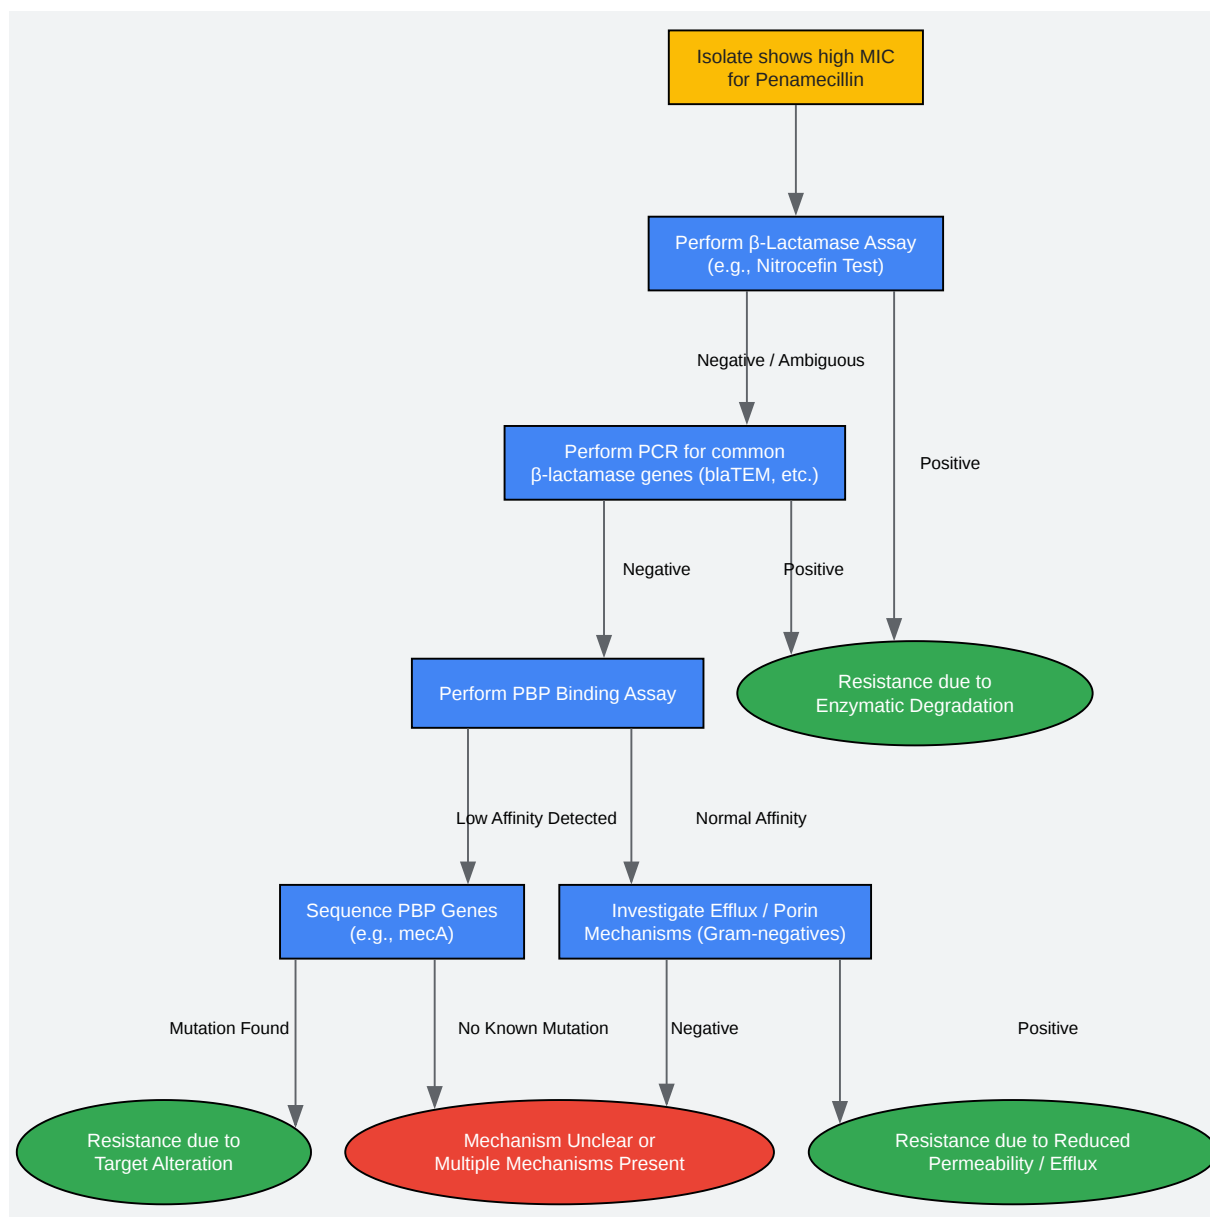 Isolate shows high MIC
for Penamecillin
Perform β-Lactamase Assay
(e.g., Nitrocefin Test)
Negative / Ambiguous
Positive
Perform PCR for common
β-lactamase genes (blaTEM, etc.)
Negative
Positive
Perform PBP Binding Assay
Resistance due to
Enzymatic Degradation
Low Affinity Detected
Normal Affinity
Sequence PBP Genes
(e.g., mecA)
Investigate Efflux / Porin
Mechanisms (Gram-negatives)
Mutation Found
No Known Mutation
Negative
Positive
Resistance due to
Target Alteration
Mechanism Unclear or
Multiple Mechanisms Present
Resistance due to Reduced
Permeability / Efflux